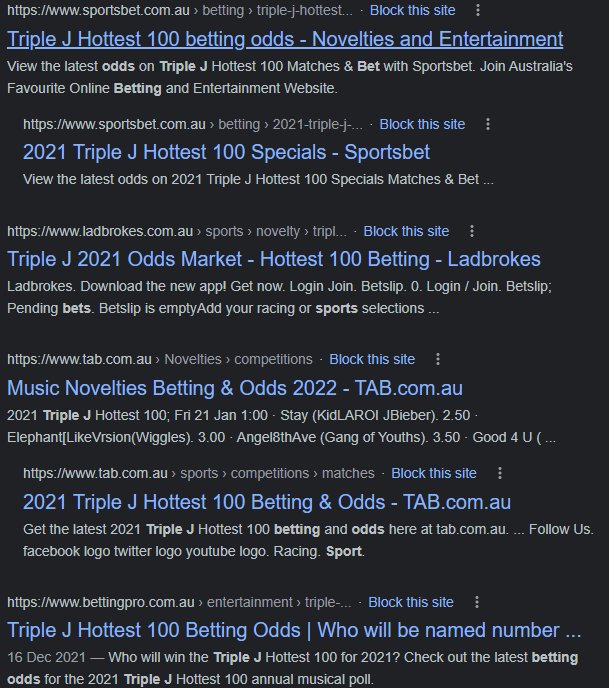 https://www.sportsbet.com.au › betting › triple-j-hottest... · Block this site
Triple J Hottest 100 betting odds - Novelties and Entertainment
View the latest odds on Triple J Hottest 100 Matches & Bet with Sportsbet. Join Australia's
Favourite Online Betting and Entertainment Website.
https://www.sportsbet.com.au › betting › 2021-triple-j-... · Block this site
2021 Triple J Hottest 100 Specials - Sportsbet
View the latest odds on 2021 Triple J Hottest 100 Specials Matches & Bet ...
https://www.ladbrokes.com.au › sports › novelty › tripl... · Block this site
Triple J 2021 Odds Market - Hottest 100 Betting - Ladbrokes
Ladbrokes. Download the new app! Get now. Login Join. Betslip. 0. Login / Join. Betslip;
Pending bets. Betslip is emptyAdd your racing or sports selections ...
https://www.tab.com.au › Novelties › competitions · Block this site
Music Novelties Betting & Odds 2022 - TAB.com.au
2021 Triple J Hottest 100; Fri 21 Jan 1:00 · Stay (KidLAROI JBieber). 2.50 ·
Elephant[LikeVrsion(Wiggles). 3.00 · Angel8thAve (Gang of Youths). 3.50 · Good 4 U ( ...
https://www.tab.com.au › sports › competitions › matches · Block this site
2021 Triple J Hottest 100 Betting & Odds - TAB.com.au
Get the latest 2021 Triple J Hottest 100 betting and odds here at tab.com.au. ... Follow Us.
facebook logo twitter logo youtube logo. Racing. Sport.
https://www.bettingpro.com.au › entertainment › triple-... · Block this site
Triple J Hottest 100 Betting Odds | Who will be named number ...
16 Dec 2021 — Who will win the Triple J Hottest 100 for 2021? Check out the latest betting
odds for the 2021 Triple J Hottest 100 annual musical poll.